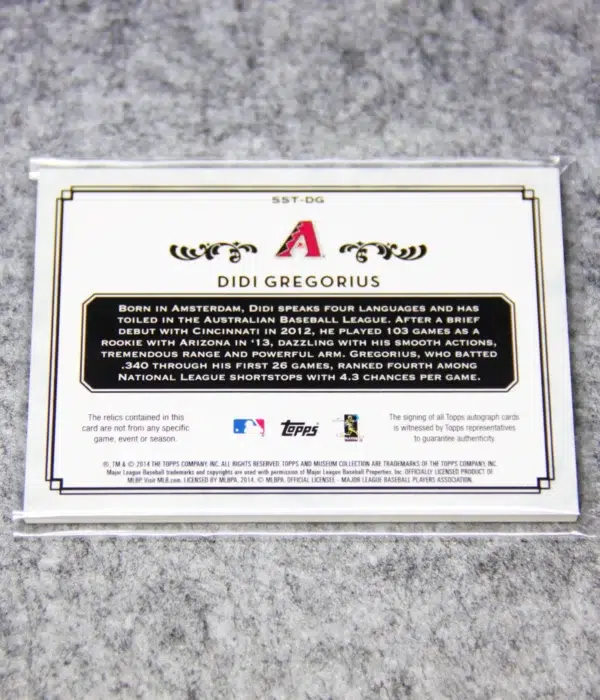 SST-DG
A
DIDI GREGORIUS
BORN IN AMSTERDAM, DIDI SPEAKS FOUR LANGUAGES AND HAS
TOILED IN THE AUSTRALIAN BASEBALL LEAGUE. AFTER A BRIEF
DEBUT WITH CINCINNATI IN 2012, HE PLAYED 103 GAMES AS A
ROOKIE WITH ARIZONA IN '13, DAZZLING WITH HIS SMOOTH ACTIONS,
TREMENDOUS RANGE AND POWERFUL ARM. GREGORIUS, WHO BATTED
.340 THROUGH HIS FIRST 26 GAMES, RANKED FOURTH AMONG
NATIONAL LEAGUE SHORTSTOPS WITH 4.3 CHANCES PER GAME.
The relics contained in this
card are not from any specific
game, event or season.
Topps
The signing of all Topps autograph cards
is witnessed by Topps representatives
to guarantee authenticity.
®, TM & © 2014 THE TOPPS COMPANY, INC. ALL RIGHTS RESERVED. TOPPS AND MUSEUM COLLECTION ARE TRADEMARKS OF THE TOPPS COMPANY, INC.
Major League Baseball trademarks and copyrights are used with permission of Major League Baseball Properties, Inc. OFFICIALLY LICENSED PRODUCT OF
MLBP Visit MLB.com. LICENSED BY MLBPA, 2014. © MLBPA. OFFICIAL LICENSEE - MAJOR LEAGUE BASEBALL PLAYERS ASSOCIATION.